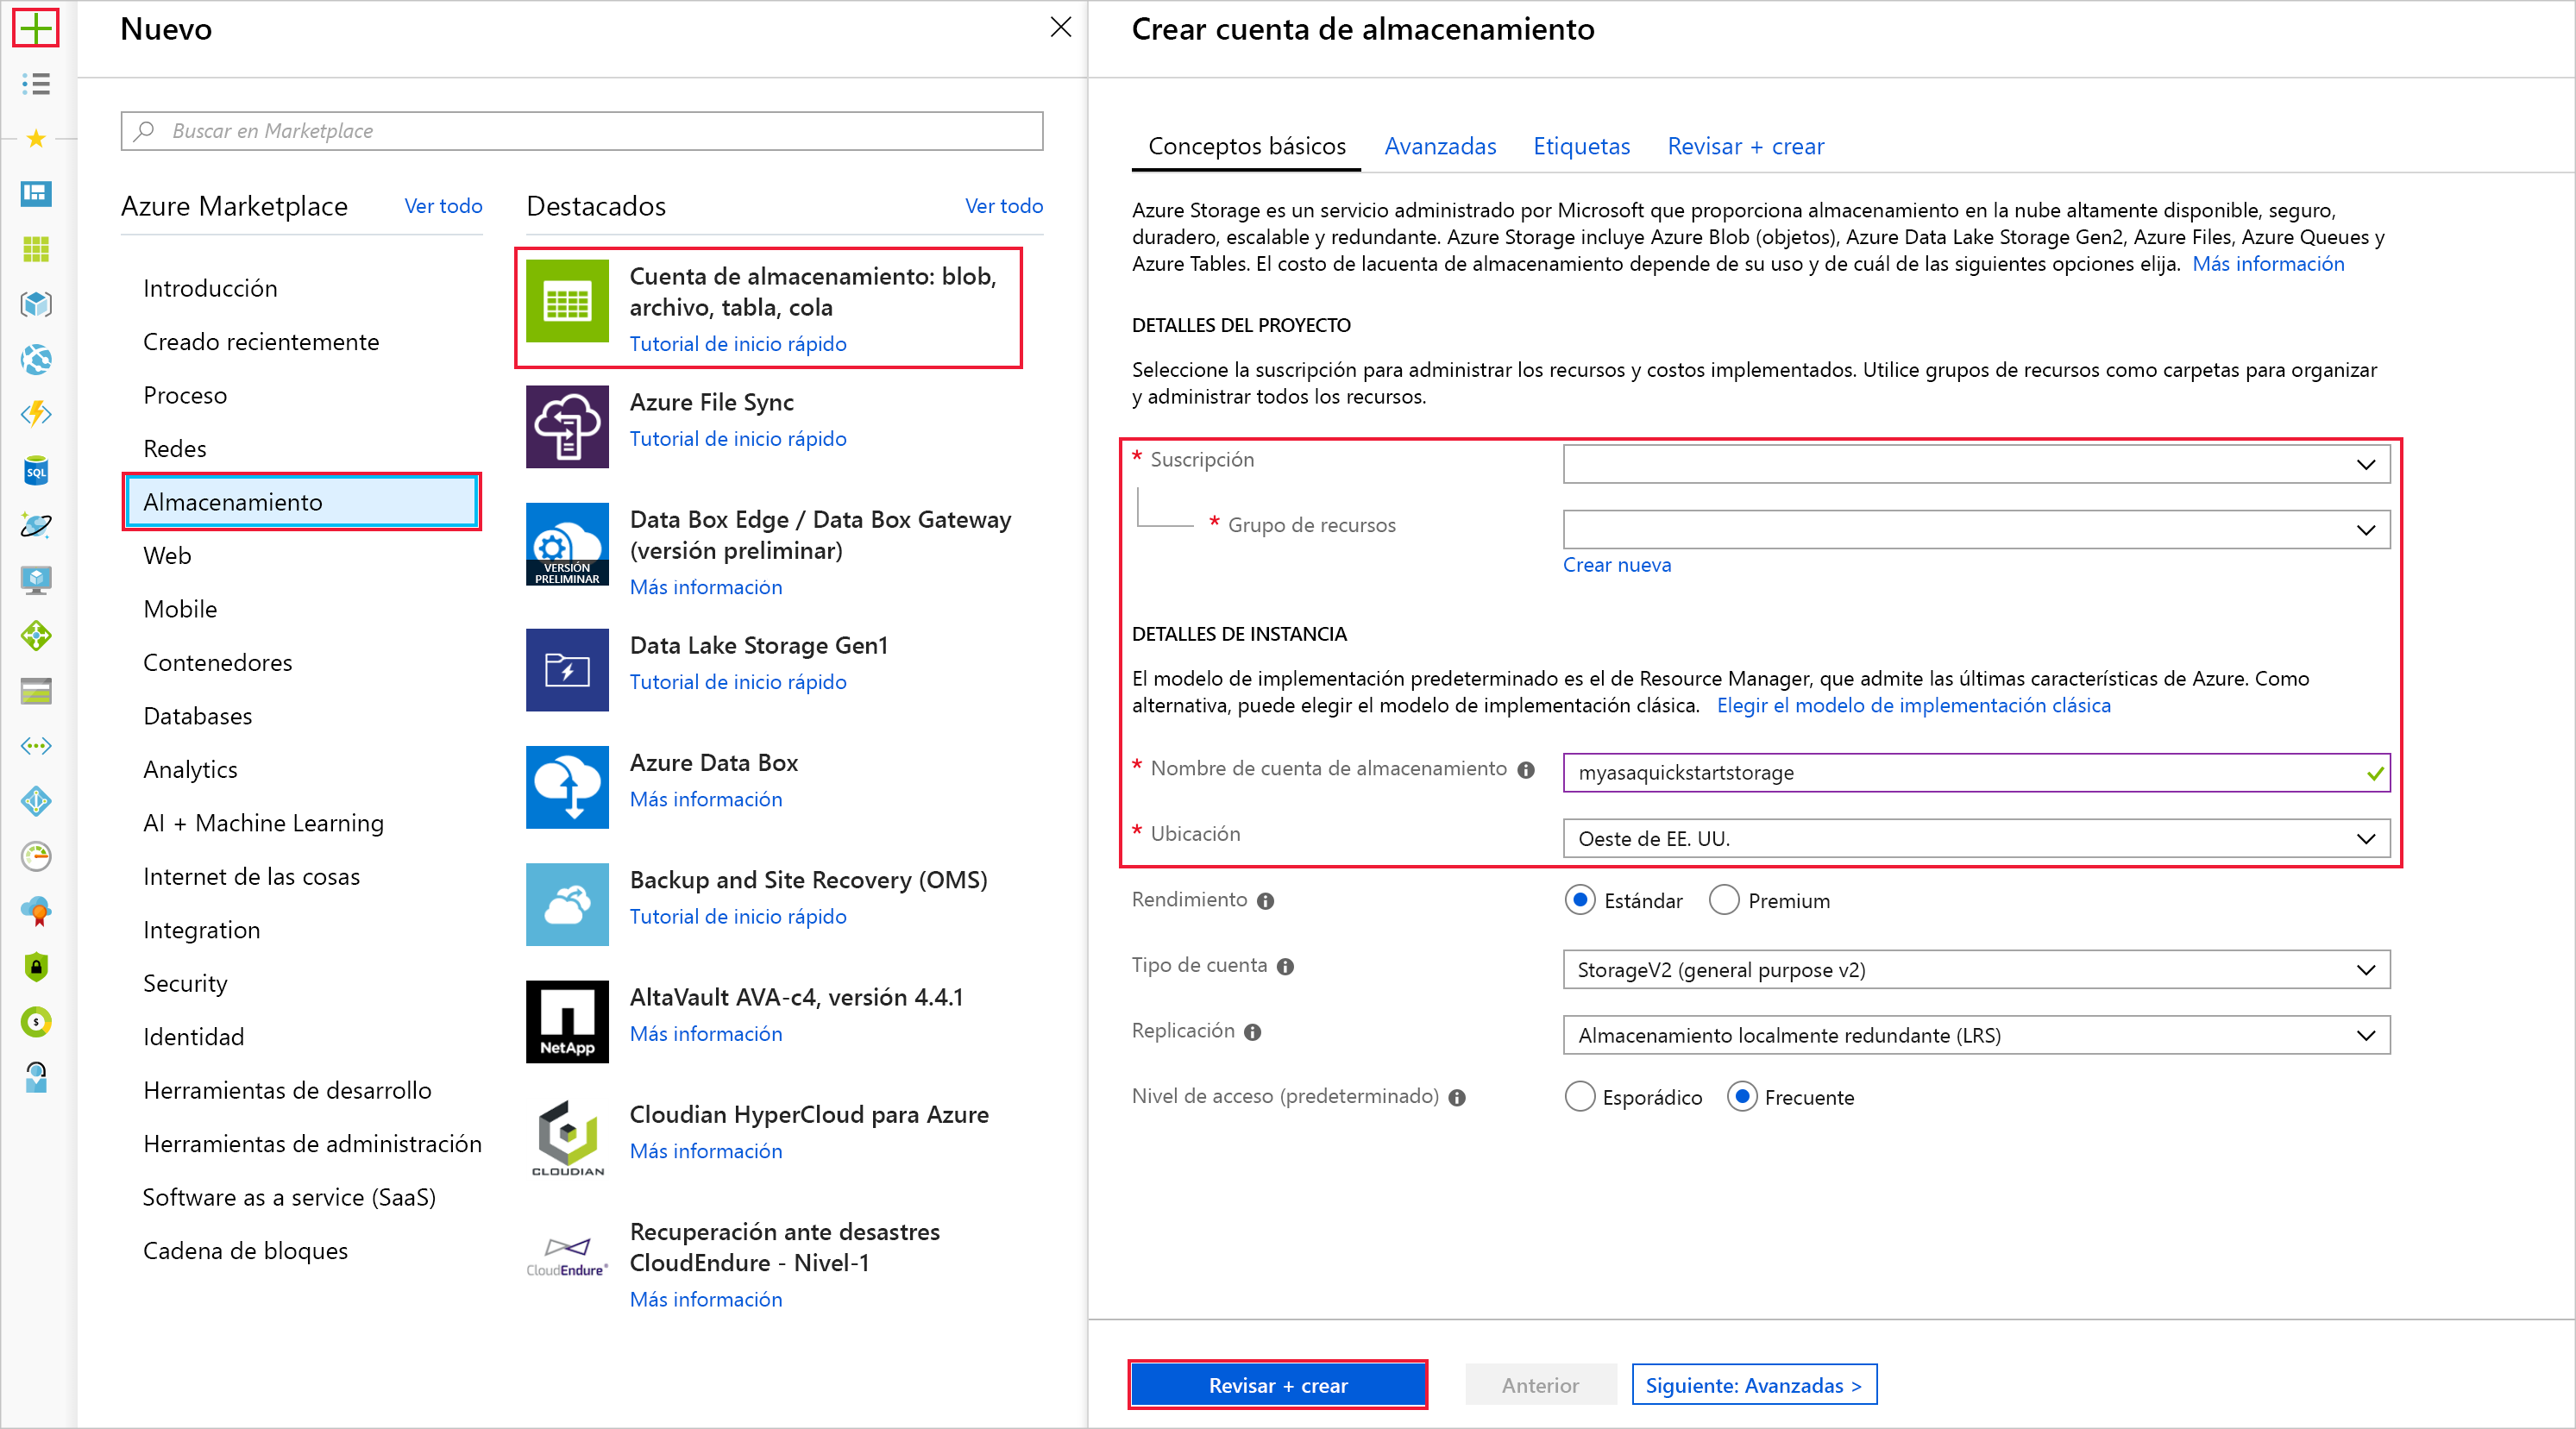 Nuevo
Buscar en Marketplace
Azure Marketplace
Ver todo
Introducción
Creado recientemente
Proceso
Redes
Almacenamiento
Web
Mobile
Contenedores
Databases
Analytics
AI + Machine Learning
Internet de las cosas
Integration
Security
Identidad
Herramientas de desarrollo
Herramientas de administración
Software as a service (SaaS)
Cadena de bloques
SQL
$
Destacados
Ver todo
Cuenta de almacenamiento: blob,
archivo, tabla, cola
Tutorial de inicio rápido
Azure File Sync
Tutorial de inicio rápido
VERSIÓN
PRELIMINAR
Data Box Edge / Data Box Gateway
(versión preliminar)
Más información
Data Lake Storage Gen1
Tutorial de inicio rápido
Azure Data Box
Más información
Backup and Site Recovery (OMS)
Tutorial de inicio rápido
NetApp
AltaVault AVA-c4, versión 4.4.1
Más información
CLOUDIAN
Cloudian HyperCloud para Azure
Más información
CloudEndure®
Recuperación ante desastres
CloudEndure - Nivel-1
Más información
Crear cuenta de almacenamiento
Conceptos básicos Avanzadas Etiquetas Revisar + crear
Azure Storage es un servicio administrado por Microsoft que proporciona almacenamiento en la nube altamente disponible, seguro,
duradero, escalable y redundante. Azure Storage incluye Azure Blob (objetos), Azure Data Lake Storage Gen2, Azure Files, Azure Queues y
Azure Tables. El costo de lacuenta de almacenamiento depende de su uso y de cuál de las siguientes opciones elija. Más información
DETALLES DEL PROYECTO
Seleccione la suscripción para administrar los recursos y costos implementados. Utilice grupos de recursos como carpetas para organizar
y administrar todos los recursos.
* Suscripción
* Grupo de recursos
Crear nueva
DETALLES DE INSTANCIA
El modelo de implementación predeterminado es el de Resource Manager, que admite las últimas características de Azure. Como
alternativa, puede elegir el modelo de implementación clásica. Elegir el modelo de implementación clásica
* Nombre de cuenta de almacenamiento myasaquickstartstorage
* Ubicación Oeste de EE. UU.
Rendimiento Estándar Premium
Tipo de cuenta StorageV2 (general purpose v2)
Replicación Almacenamiento localmente redundante (LRS)
Nivel de acceso (predeterminado) Esporádico Frecuente
Revisar + crear Anterior Siguiente: Avanzadas >